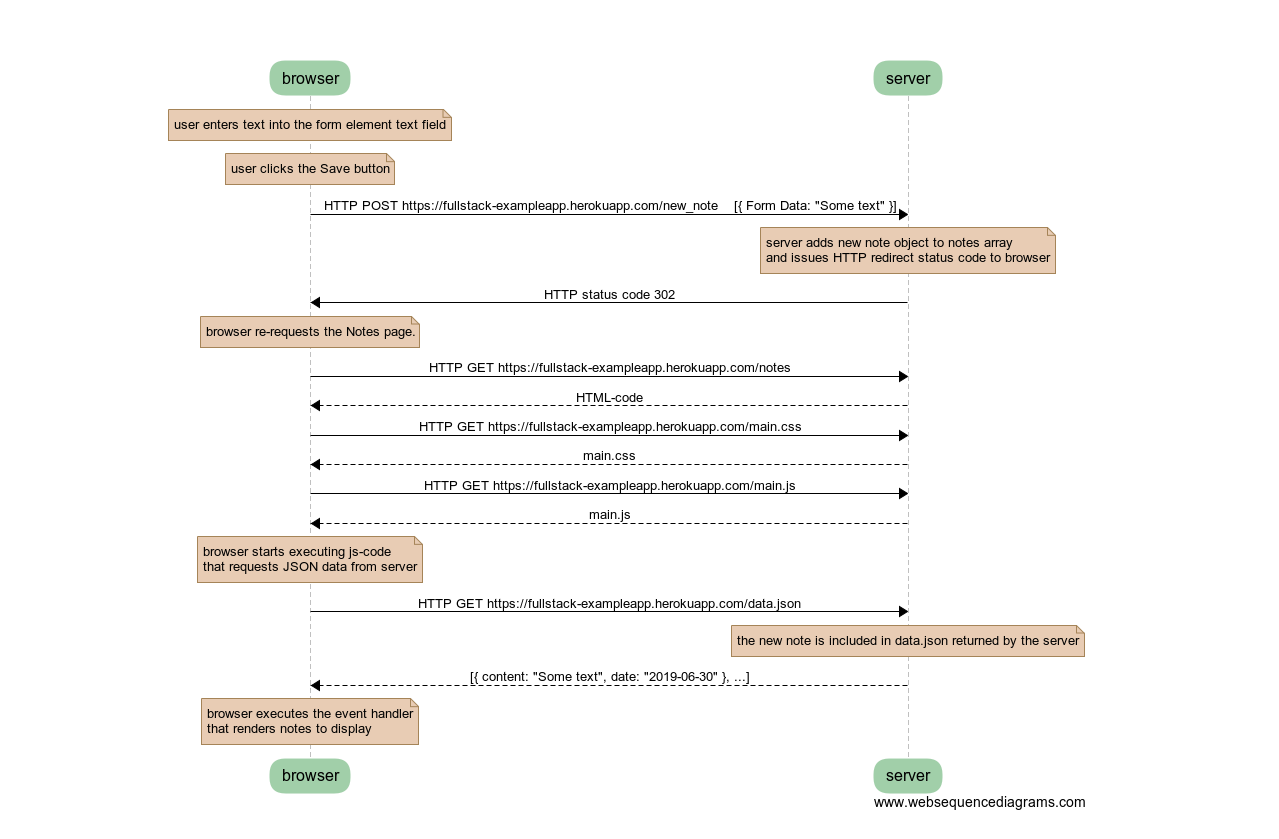 browser
server
user enters text into the form element text field
user clicks the Save button
HTTP POST https://fullstack-exampleapp.herokuapp.com/new_note    [{ Form Data: "Some text" }]
server adds new note object to notes array
and issues HTTP redirect status code to browser
HTTP status code 302
browser re-requests the Notes page.
HTTP GET https://fullstack-exampleapp.herokuapp.com/notes
HTML-code
HTTP GET https://fullstack-exampleapp.herokuapp.com/main.css
main.css
HTTP GET https://fullstack-exampleapp.herokuapp.com/main.js
main.js
browser starts executing js-code
that requests JSON data from server
HTTP GET https://fullstack-exampleapp.herokuapp.com/data.json
the new note is included in data.json returned by the server
[{ content: "Some text", date: "2019-06-30" }, ...]
browser executes the event handler
that renders notes to display
browser
server
www.websequencediagrams.com